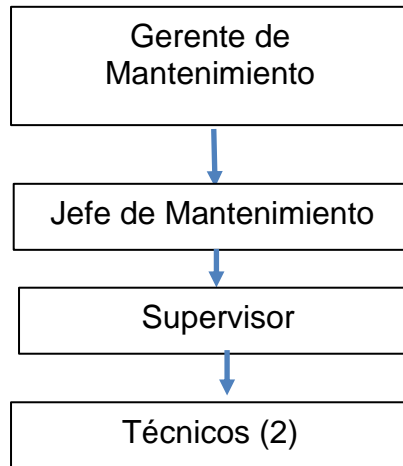 Gerente de
Mantenimiento
Jefe de Mantenimiento
Supervisor
Técnicos (2)